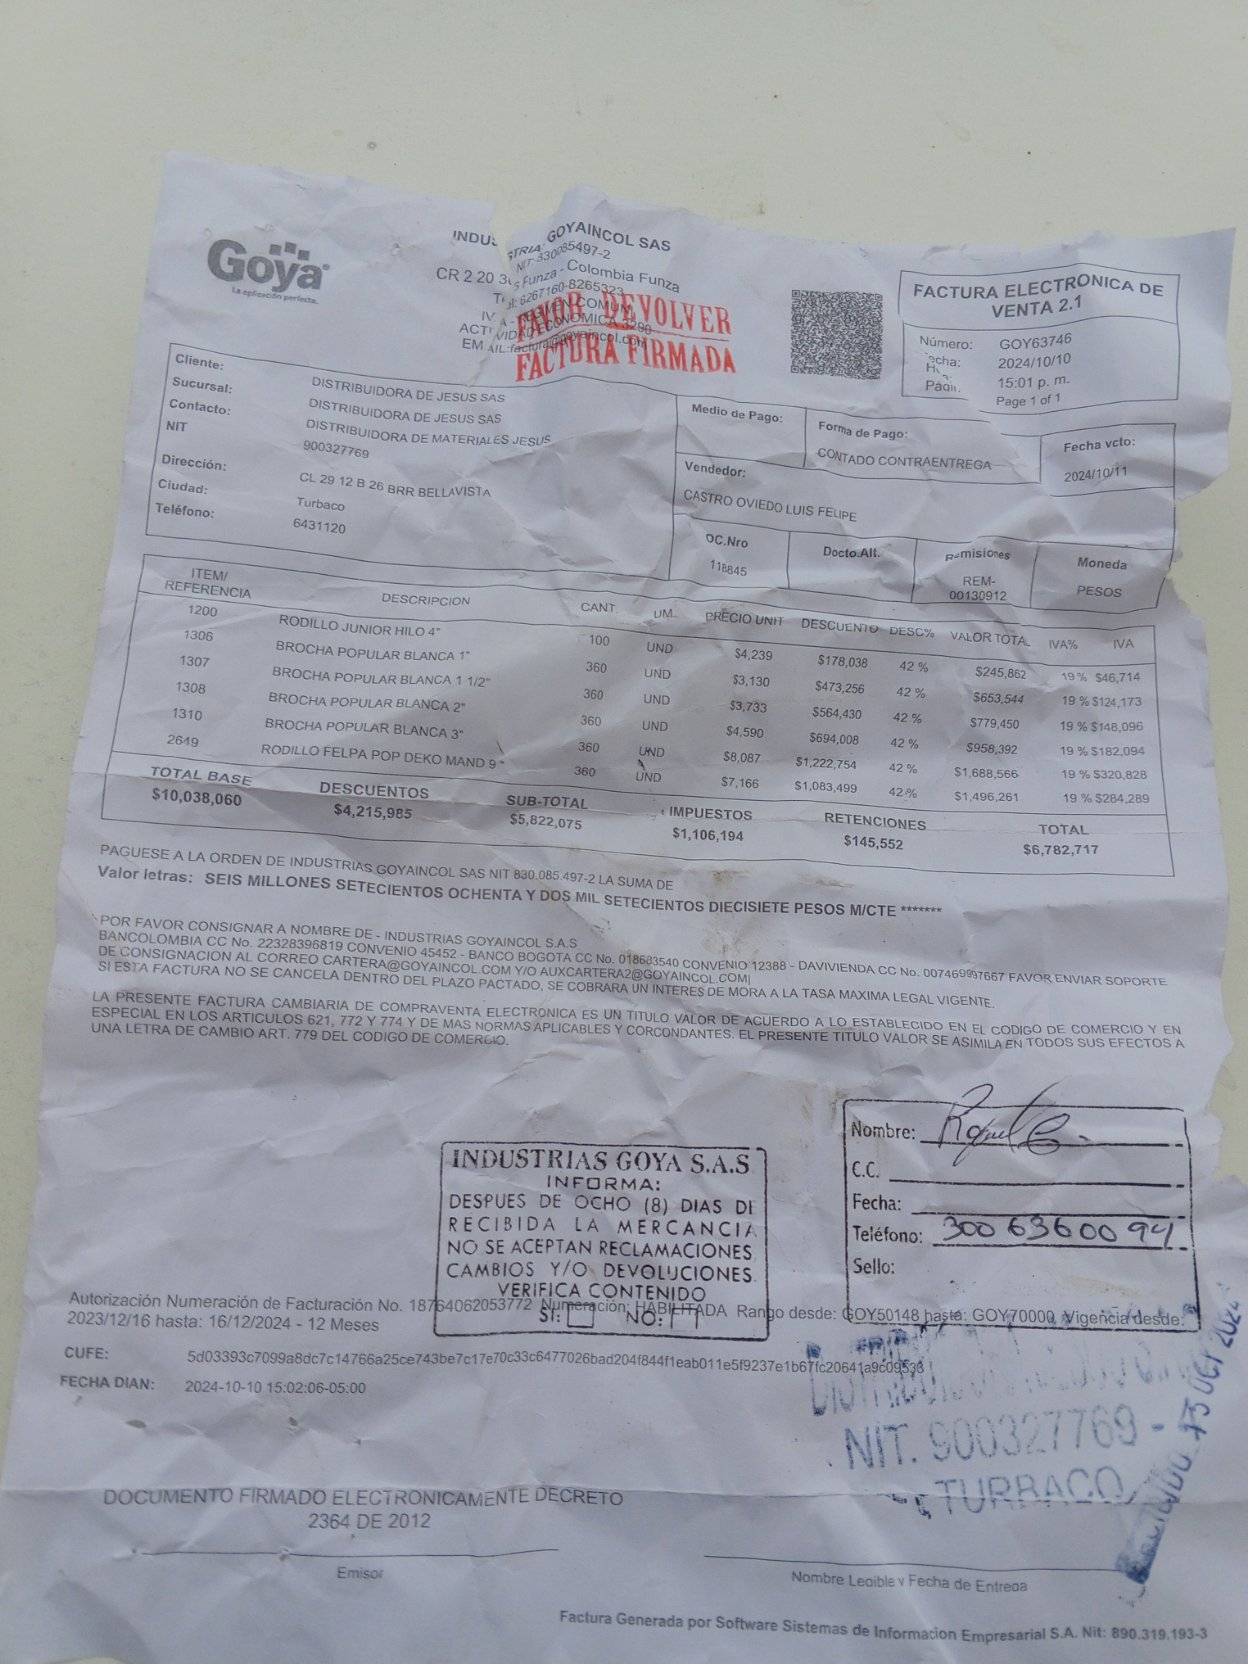 Goya
La aplicación perfecta.
INDUSTRIAS GOYAINCOL SAS
NIT-830085497-2
CR 2 20 Funza - Colombia Funza
Tel: 6267160-8265323
IVA - REGIMEN COMUN
ACTIVIDAD ECONOMICA 3290
EMAIL:factura@goyaincol.com
FAVOR DEVOLVER
FACTURA FIRMADA
FACTURA ELECTRONICA DE
VENTA 2.1
Número: GOY63746
Fecha: 2024/10/10
15:01 p. m.
Págin. Page 1 of 1
Cliente: DISTRIBUIDORA DE JESUS SAS
Sucursal: DISTRIBUIDORA DE JESUS SAS
Contacto: DISTRIBUIDORA DE MATERIALES JESUS
NIT 900327769
Dirección: CL 29 12 B 26 BRR BELLAVISTA
Ciudad: Turbaco
Teléfono: 6431120
Medio de Pago:
Forma de Pago:
CONTADO CONTRAENTREGA
Fecha vcto:
2024/10/11
Vendedor:
CASTRO OVIEDO LUIS FELIPE
OC.Nro
118845
Docto.Alt.
Remisiones
REM-
00130912
Moneda
PESOS
ITEM/
REFERENCIA DESCRIPCION CANT. UM. PRECIO UNIT DESCUENTO DESC% VALOR TOTAL IVA% IVA
1200 RODILLO JUNIOR HILO 4" 100 UND $4,239 $178,038 42 % $245,862 19 % $46,714
1306 BROCHA POPULAR BLANCA 1" 360 UND $3,130 $473,256 42 % $653,544 19 % $124,173
1307 BROCHA POPULAR BLANCA 1 1/2" 360 UND $3,733 $564,430 42 % $779,450 19 % $148,096
1308 BROCHA POPULAR BLANCA 2" 360 UND $4,590 $694,008 42 % $958,392 19 % $182,094
1310 BROCHA POPULAR BLANCA 3" 360 UND $8,087 $1,222,754 42 % $1,688,566 19 % $320,828
2649 RODILLO FELPA POP DEKO MAND 9 " 360 UND $7,166 $1,083,499 42 % $1,496,261 19 % $284,289
TOTAL BASE DESCUENTOS SUB-TOTAL IMPUESTOS RETENCIONES TOTAL
$10,038,060 $4,215,985 $5,822,075 $1,106,194 $145,552 $6,782,717
PAGUESE A LA ORDEN DE INDUSTRIAS GOYAINCOL SAS NIT 830.085.497-2 LA SUMA DE
Valor letras: SEIS MILLONES SETECIENTOS OCHENTA Y DOS MIL SETECIENTOS DIECISIETE PESOS M/CTE *******
POR FAVOR CONSIGNAR A NOMBRE DE - INDUSTRIAS GOYAINCOL S.A.S
BANCOLOMBIA CC No. 22328396819 CONVENIO 45452 - BANCO BOGOTA CC No. 018683540 CONVENIO 12388 - DAVIVIENDA CC No. 007469997667 FAVOR ENVIAR SOPORTE
DE CONSIGNACION AL CORREO CARTERA@GOYAINCOL.COM Y/O AUXCARTERA2@GOYAINCOL.COM|
SI ESTA FACTURA NO SE CANCELA DENTRO DEL PLAZO PACTADO, SE COBRARA UN INTERES DE MORA A LA TASA MAXIMA LEGAL VIGENTE.
LA PRESENTE FACTURA CAMBIARIA DE COMPRAVENTA ELECTRONICA ES UN TITULO VALOR DE ACUERDO A LO ESTABLECIDO EN EL CODIGO DE COMERCIO Y EN
ESPECIAL EN LOS ARTICULOS 621, 772 Y 774 Y DE MAS NORMAS APLICABLES Y CORCONDANTES. EL PRESENTE TITULO VALOR SE ASIMILA EN TODOS SUS EFECTOS A
UNA LETRA DE CAMBIO ART. 779 DEL CODIGO DE COMERCIO.
INDUSTRIAS GOYA S.A.S
INFORMA:
DESPUES DE OCHO (8) DIAS DE
RECIBIDA LA MERCANCIA
NO SE ACEPTAN RECLAMACIONES
CAMBIOS Y/O DEVOLUCIONES.
VERIFICA CONTENIDO
SI: NO:
Nombre:
C.C.
Fecha:
Teléfono: 300 6360094
Sello:
Autorización Numeración de Facturación No. 18764062053772 Numeración: HABILITADA Rango desde: GOY50148 hasta: GOY70000 Vigencia desde:
2023/12/16 hasta: 16/12/2024 - 12 Meses
CUFE: 5d03393c7099a8dc7c14766a25ce743be7c17e70c33c6477026bad204f844f1eab011e5f9237e1b67fc20641a9c09533
FECHA DIAN: 2024-10-10 15:02:06-05:00
NIT. 900327769 -
TURBACO
DOCUMENTO FIRMADO ELECTRONICAMENTE DECRETO
2364 DE 2012
Emisor
Nombre Legible y Fecha de Entrega
Factura Generada por Software Sistemas de Informacion Empresarial S.A. Nit: 890.319.193-3